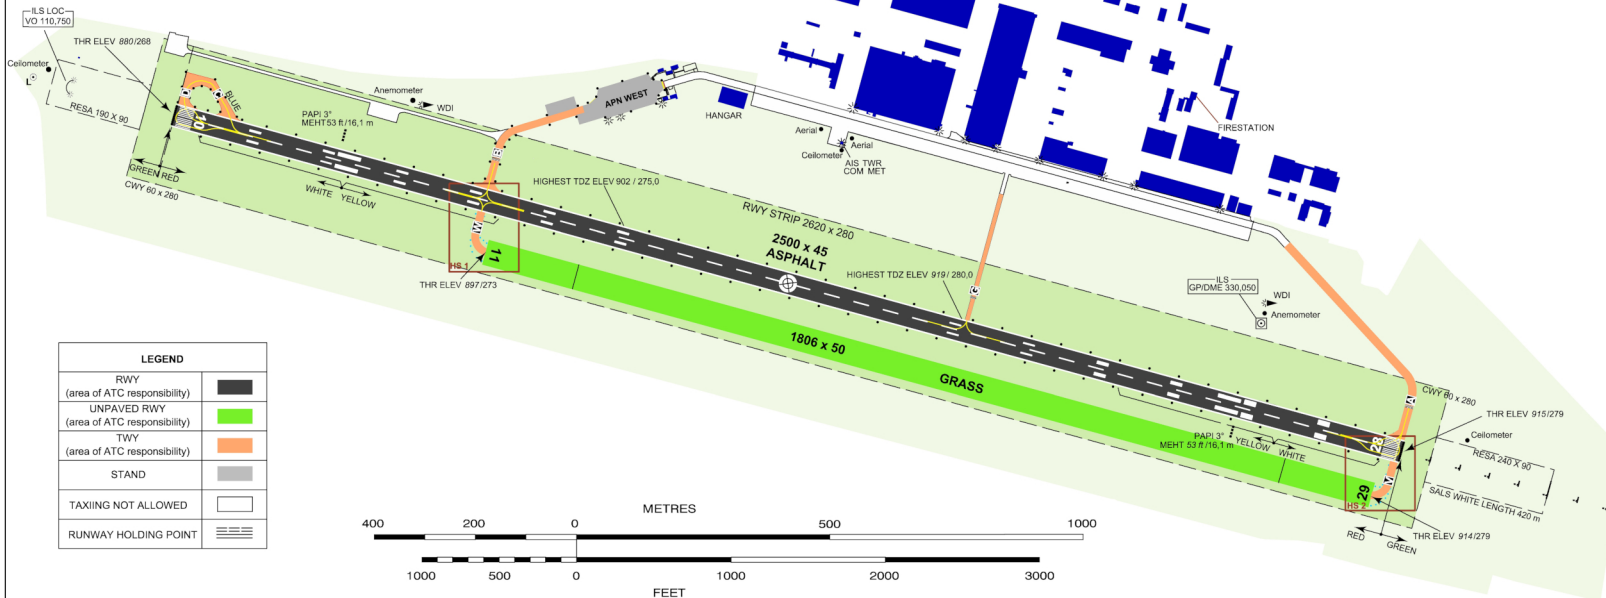 ILS LOC
VO 110,750
THR ELEV 880/268
Ceilometer
L
RESA 190 X 90
D
C
BLUE
10
GREEN RED
CWY 60 x 280
PAPI 3°
MEHT 53 ft /16,1 m
WHITE
YELLOW
Anemometer
WDI
B
APN WEST
HANGAR
Aerial
Aerial
Ceilometer
AIS TWR
COM MET
FIRESTATION
HIGHEST TDZ ELEV 902 / 275,0
RWY STRIP 2620 x 280
2500 x 45
ASPHALT
HIGHEST TDZ ELEV 919/ 280,0
G
M
11
HS 1
THR ELEV 897/273
1806 x 50
GRASS
ILS
GP/DME 330,050
WDI
Anemometer
A
CWY 60 x 280
THR ELEV 915/279
Ceilometer
RESA 240 X 90
SALS WHITE LENGTH 420 m
PAPI 3°
MEHT 53 ft /16,1 m
YELLOW
WHITE
28
M
29
HS 2
RED
GREEN
THR ELEV 914/279
LEGEND
RWY
(area of ATC responsibility)
UNPAVED RWY
(area of ATC responsibility)
TWY
(area of ATC responsibility)
STAND
TAXIING NOT ALLOWED
RUNWAY HOLDING POINT
METRES
400 200 0 500 1000
1000 500 0 1000 2000 3000
FEET